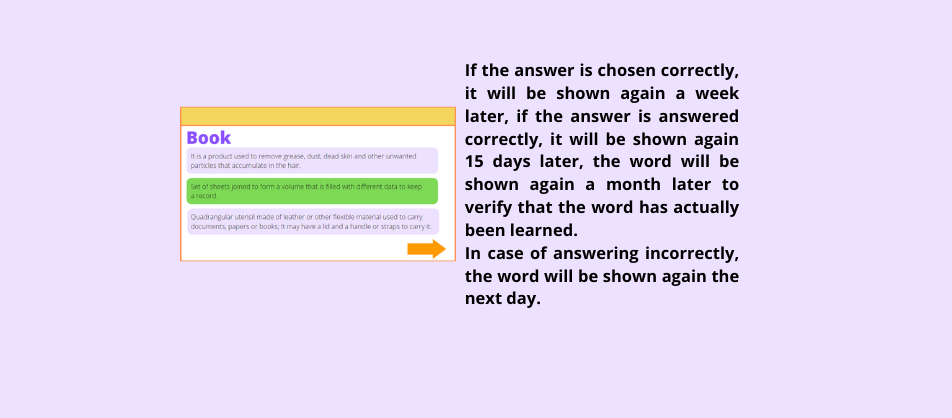 Book
It is a product used to remove grease, dust, dead skin and other unwanted
particles that accumulate in the hair.
Set of sheets joined to form a volume that is filled with different data to keep
a record.
Quadrangular utensil made of leather or other flexible material used to carry
documents, papers or books; it may have a lid and a handle or straps to carry it.
If the answer is chosen correctly,
it will be shown again a week
later, if the answer is answered
correctly, it will be shown again
15 days later, the word will be
shown again a month later to
verify that the word has actually
been learned.
In case of answering incorrectly,
the word will be shown again the
next day.